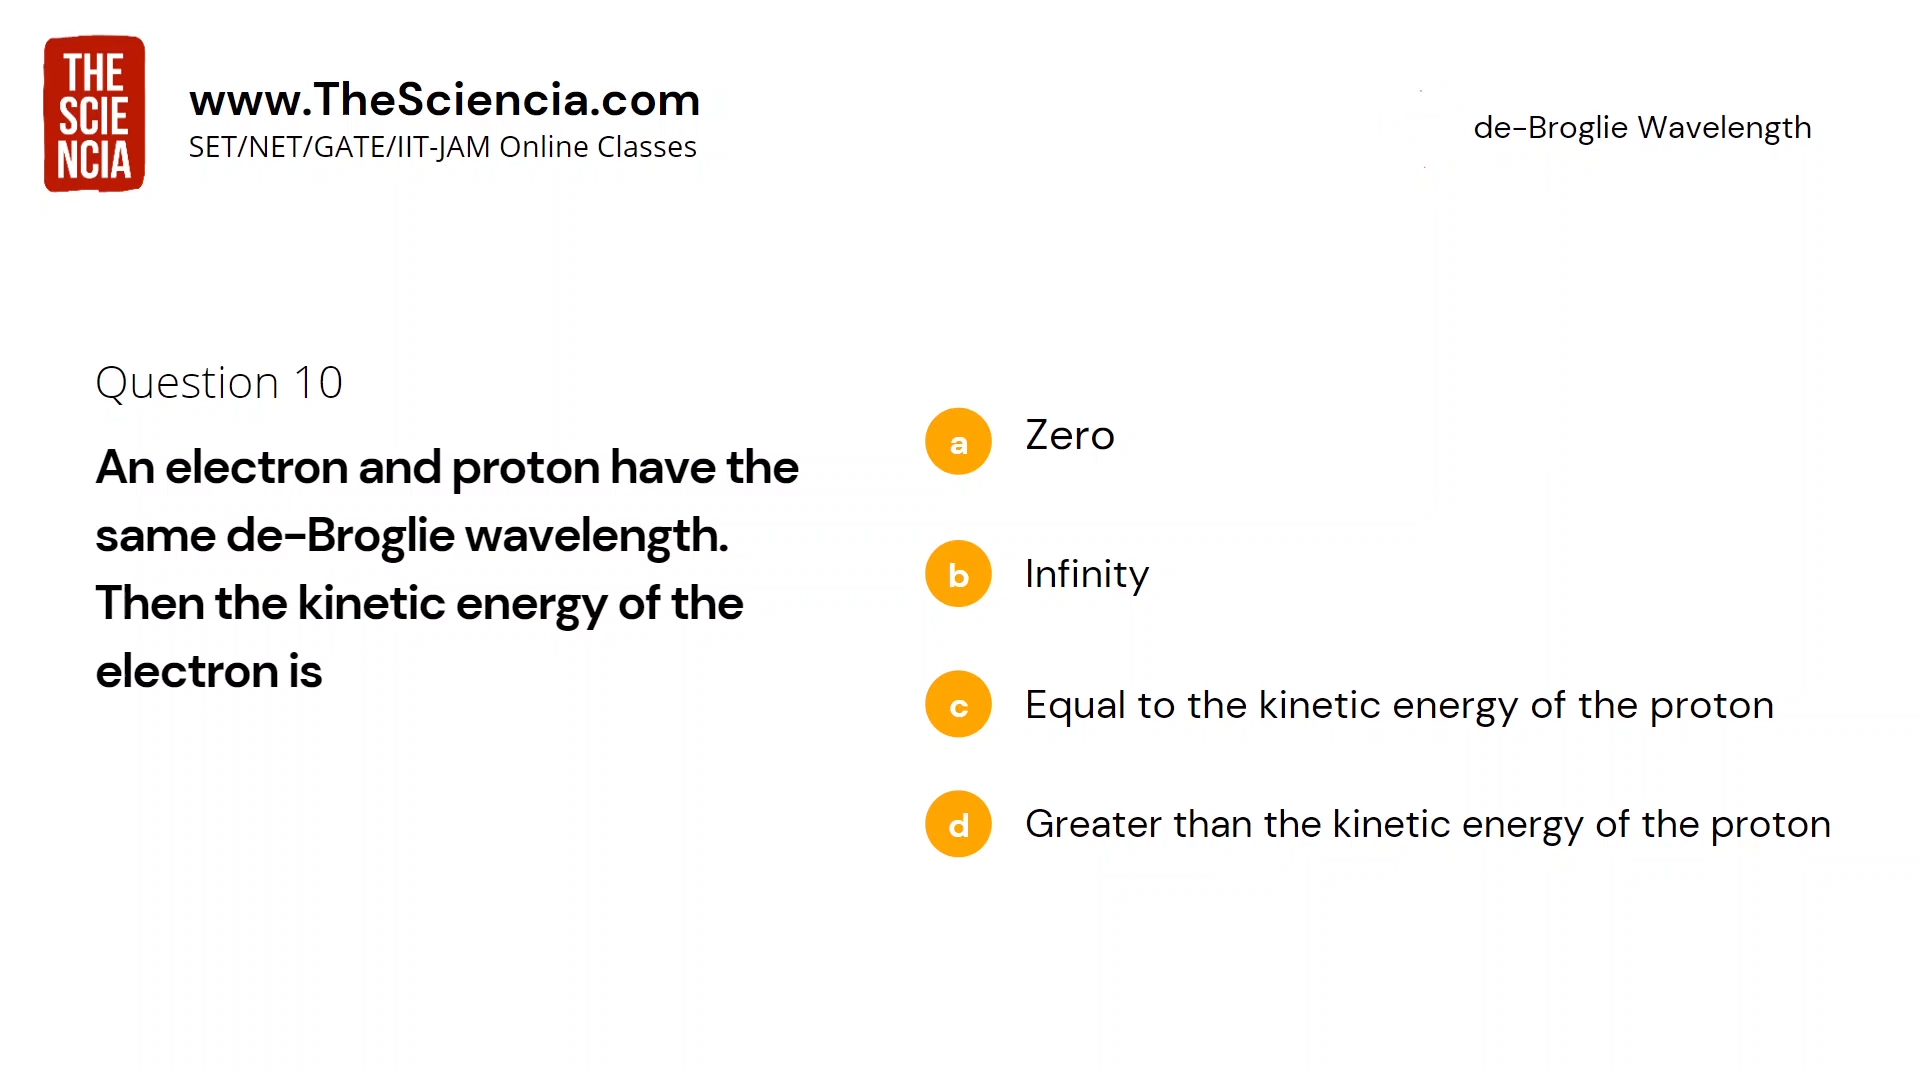 THE
SCIE
NCIA
www.TheSciencia.com
SET/NET/GATE/IIT-JAM Online Classes
de-Broglie Wavelength
Question 10
An electron and proton have the
same de-Broglie wavelength.
Then the kinetic energy of the
electron is
a Zero
b Infinity
c Equal to the kinetic energy of the proton
d Greater than the kinetic energy of the proton